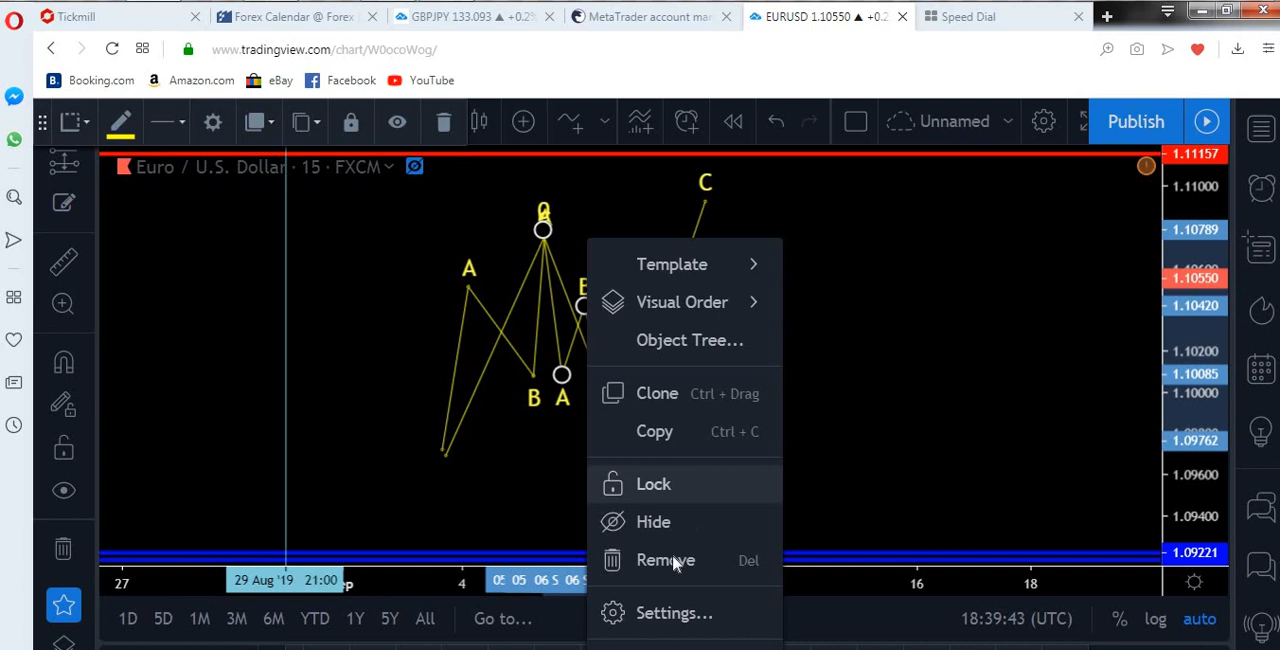 Tickmill
Forex Calendar @ Forex
GBPJPY 133.093 ▲ +0.2%
MetaTrader account mar
EURUSD 1.10550 ▲ +0.2
Speed Dial
www.tradingview.com/chart/W0ocoWog/
B. Booking.com
a Amazon.com
eBay
Facebook
YouTube
Unnamed
Publish
Euro / U.S. Dollar · 15 · FXCM
1.11157
1.11000
1.10789
1.10550
1.10420
1.10200
1.10085
1.10000
1.09762
1.09600
1.09400
1.09221
C
A
B
A
Template
Visual Order
Object Tree...
Clone Ctrl + Drag
Copy Ctrl + C
Lock
Hide
Remove Del
Settings...
27
29 Aug '19 21:00
4
05
06 S
06
16
18
1D 5D 1M 3M 6M YTD 1Y 5Y All Go to...
18:39:43 (UTC)
% log auto